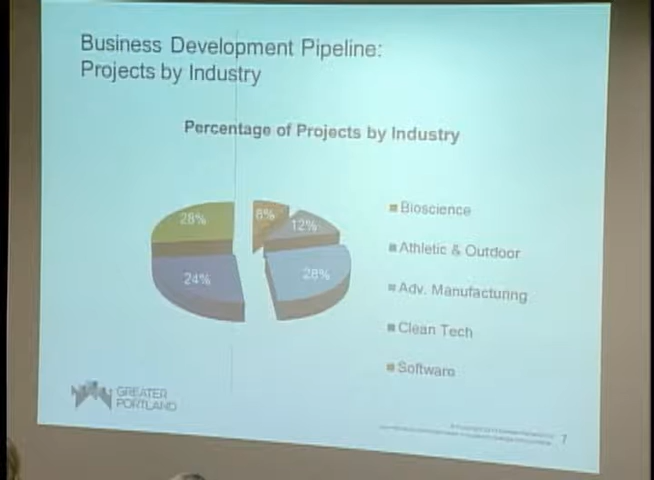 Business Development Pipeline:
Projects by Industry
Percentage of Projects by Industry
28%
8%
12%
24%
28%
Bioscience
Athletic & Outdoor
Adv. Manufacturing
Clean Tech
Software
GREATER
PORTLAND
7